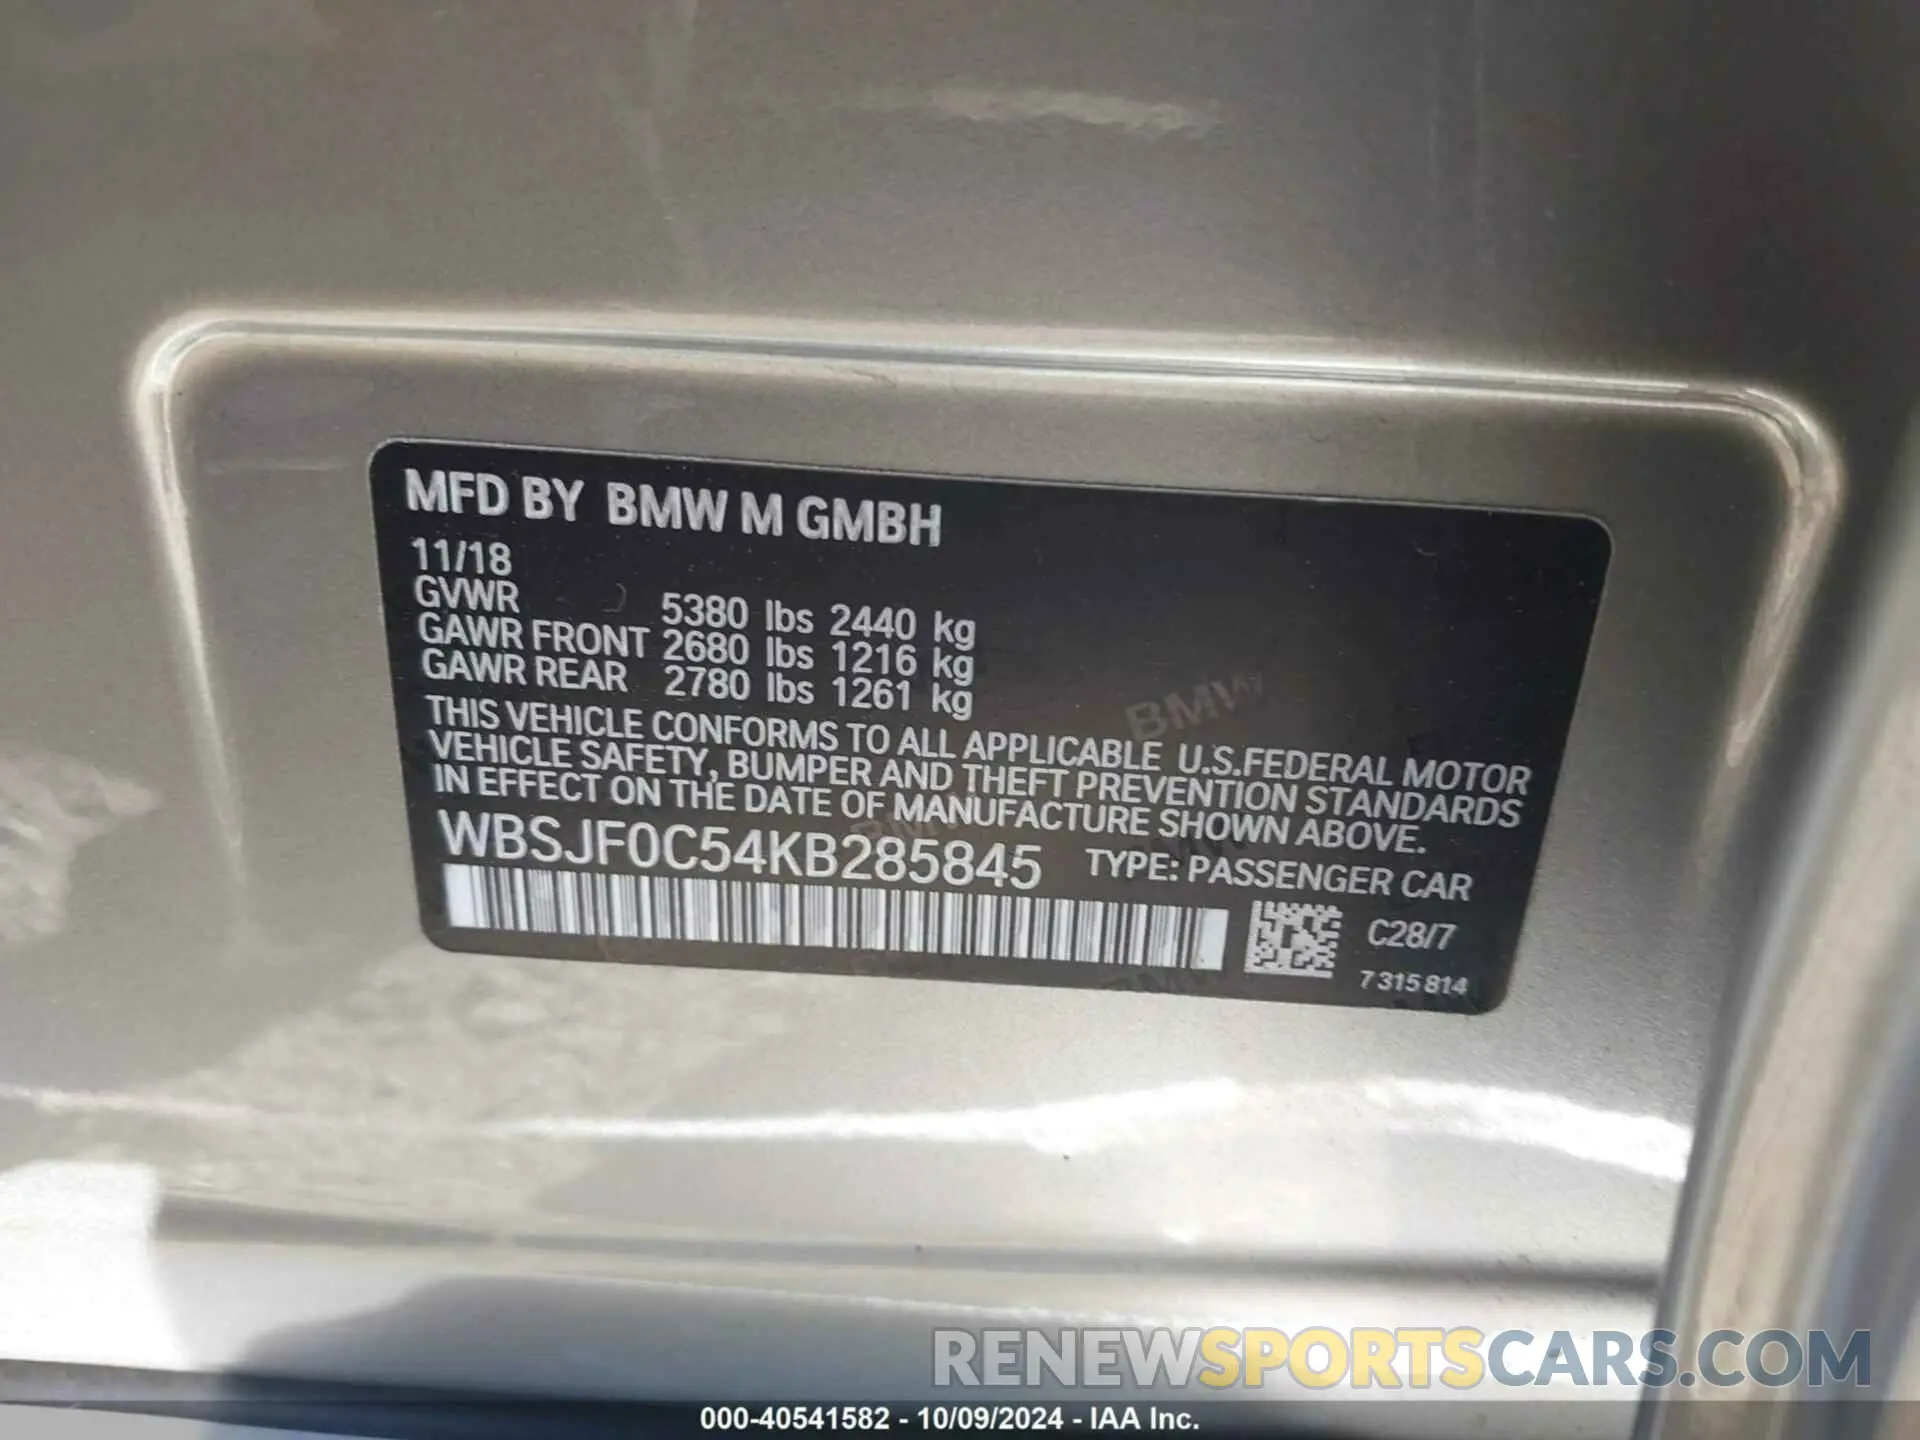 MFD BY BMW M GMBH
11/18
GVWR 5380 lbs 2440 kg
GAWR FRONT 2680 lbs 1216 kg
GAWR REAR 2780 lbs 1261 kg
THIS VEHICLE CONFORMS TO ALL APPLICABLE U.S.FEDERAL MOTOR
VEHICLE SAFETY, BUMPER AND THEFT PREVENTION STANDARDS
IN EFFECT ON THE DATE OF MANUFACTURE SHOWN ABOVE.
WBSJF0C54KB285845 TYPE: PASSENGER CAR
C28/7
7315814
BMW
RENEWSPORTSCARS.COM
000-40541582 - 10/09/2024 - IAA Inc.